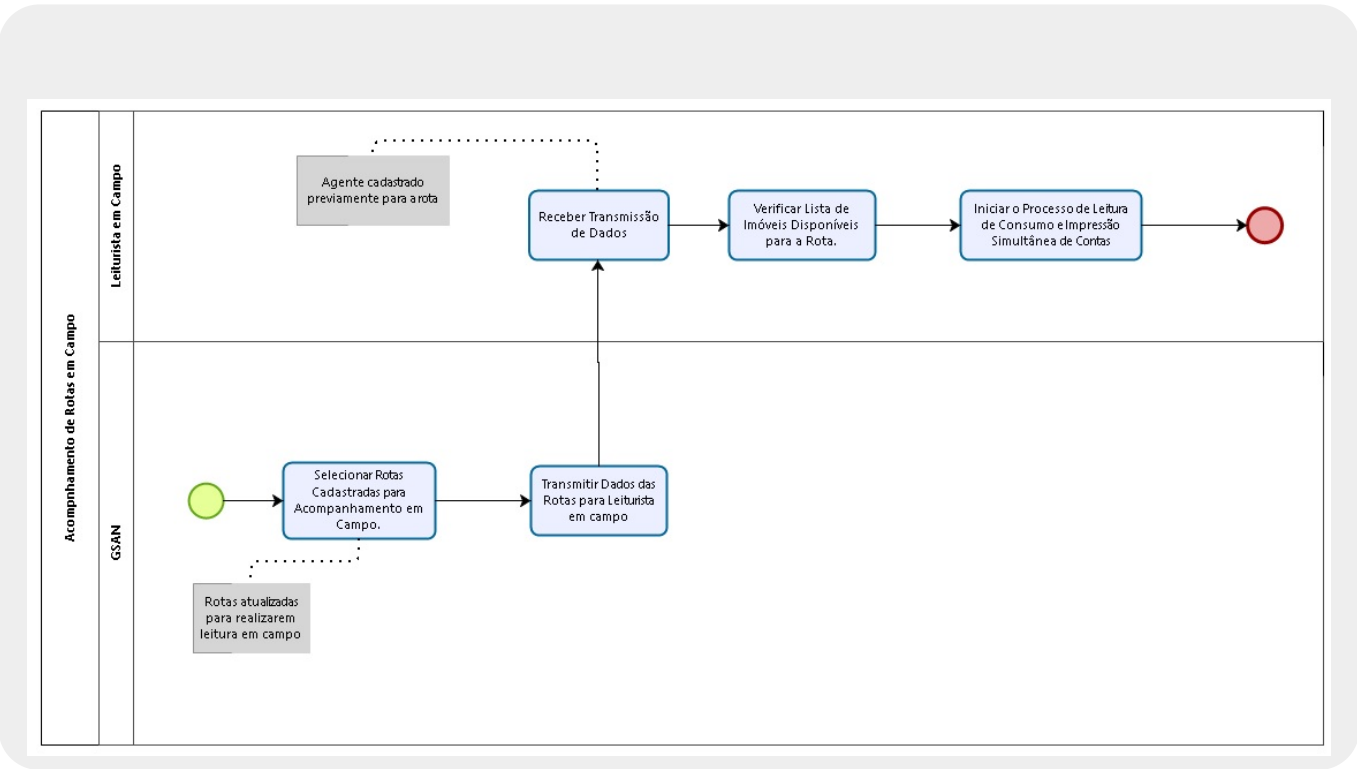 Acompnhamento de Rotas em Campo
Leiturista em Campo
Agente cadastrado
previamente para a rota
Receber Transmissão
de Dados
Verificar Lista de
Imóveis Disponíveis
para a Rota.
Iniciar o Processo de Leitura
de Consumo e Impressão
Simultânea de Contas
GSAN
Selecionar Rotas
Cadastradas para
Acompanhamento em
Campo.
Transmitir Dados das
Rotas para Leiturista
em campo
Rotas atualizadas
para realizarem
leitura em campo